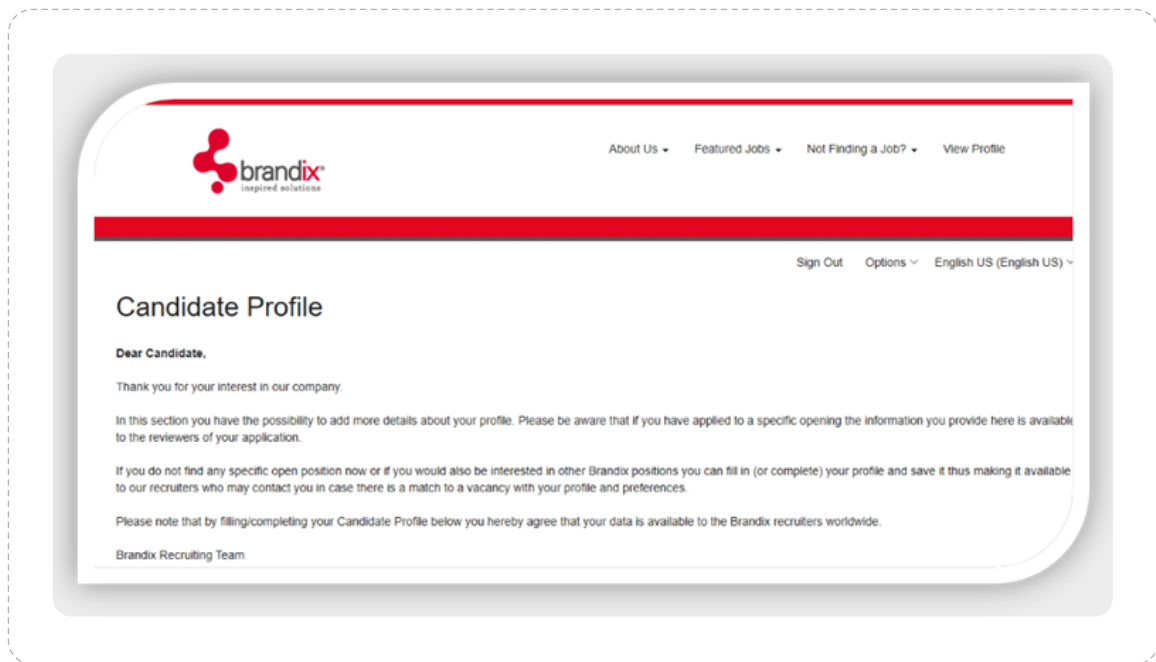 brandix
inspired solutions
About Us Featured Jobs Not Finding a Job? View Profile
Sign Out Options English US (English US)
Candidate Profile
Dear Candidate,
Thank you for your interest in our company.
In this section you have the possibility to add more details about your profile. Please be aware that if you have applied to a specific opening the information you provide here is available
to the reviewers of your application.
If you do not find any specific open position now or if you would also be interested in other Brandix positions you can fill in (or complete) your profile and save it thus making it available
to our recruiters who may contact you in case there is a match to a vacancy with your profile and preferences.
Please note that by filling/completing your Candidate Profile below you hereby agree that your data is available to the Brandix recruiters worldwide.
Brandix Recruiting Team